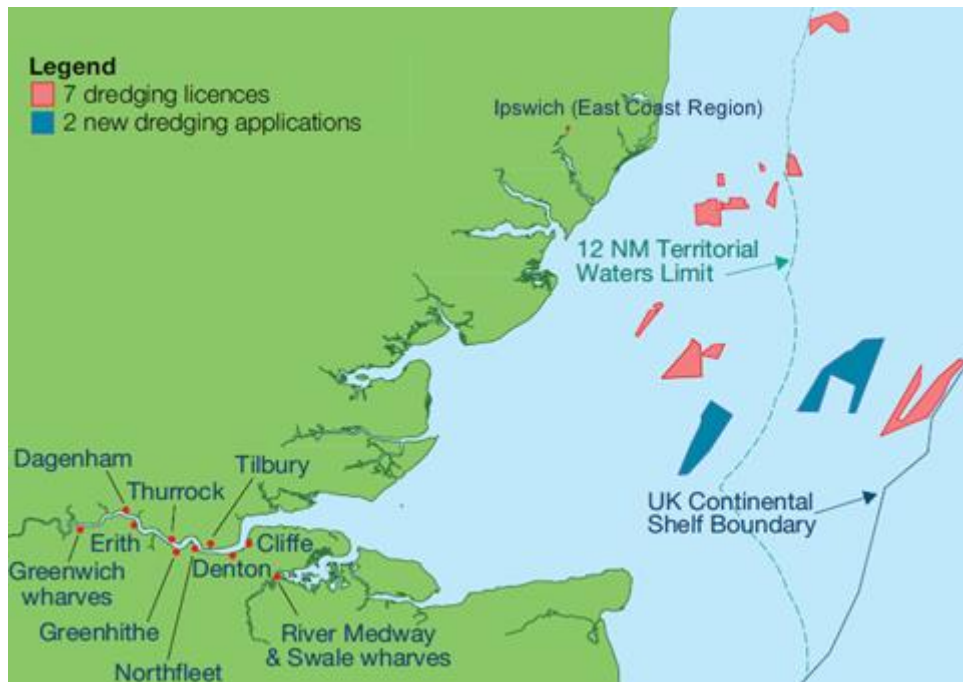 Legend
7 dredging licences
2 new dredging applications
Ipswich (East Coast Region)
12 NM Territorial
Waters Limit
Dagenham
Tilbury
Thurrock
UK Continental
Shelf Boundary
Erith
Cliffe
Greenwich
wharves
Denton
Greenhithe
River Medway
& Swale wharves
Northfleet